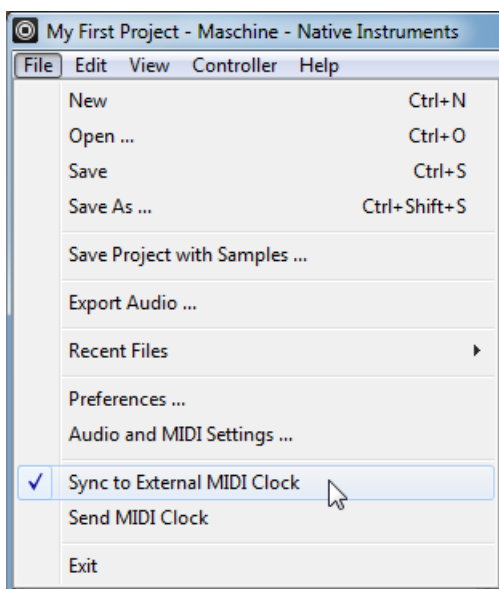 My First Project - Maschine - Native Instruments
File Edit View Controller Help
New Ctrl+N
Open ... Ctrl+O
Save Ctrl+S
Save As ... Ctrl+Shift+S
Save Project with Samples ...
Export Audio ...
Recent Files
Preferences ...
Audio and MIDI Settings ...
Sync to External MIDI Clock
Send MIDI Clock
Exit